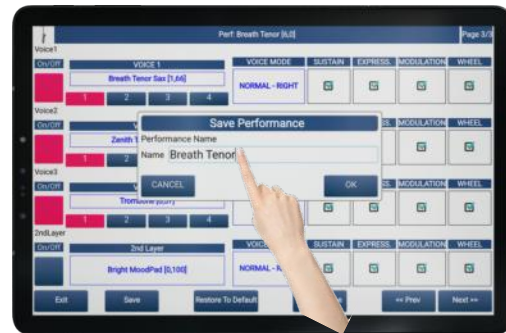 Perf: Breath Tenor [6,0]
Page 3/3
Voice1
On/Off VOICE 1 VOICE MODE SUSTAIN EXPRESS. MODULATION WHEEL
Breath Tenor Sax [1,66]
NORMAL - RIGHT
1 2 3 4
Voice2
On/Off
SUSTAIN EXPRESS. MODULATION WHEEL
Save Performance
Performance Name
Name Breath Tenor
CANCEL OK
Zenith
1 2
Voice3
On/Off
MODULATION WHEEL
Trombone
1 2 3 4
2ndLayer
On/Off 2nd Layer SUSTAIN EXPRESS. MODULATION WHEEL
Bright MoodPad [0,100]
NORMAL
Exit Save Restore To Default << Prev Next >>